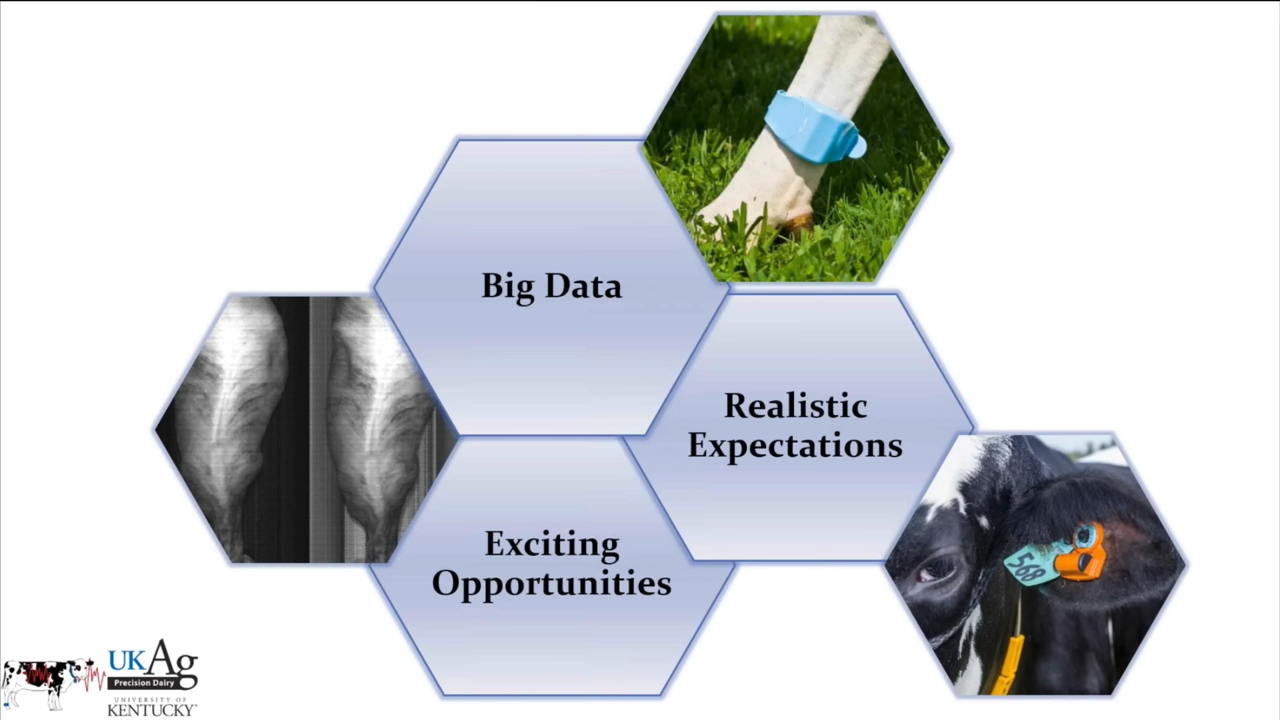 Big Data
Realistic
Expectations
Exciting
Opportunities
568
UKAg
Precision Dairy
UNIVERSITY OF
KENTUCKY